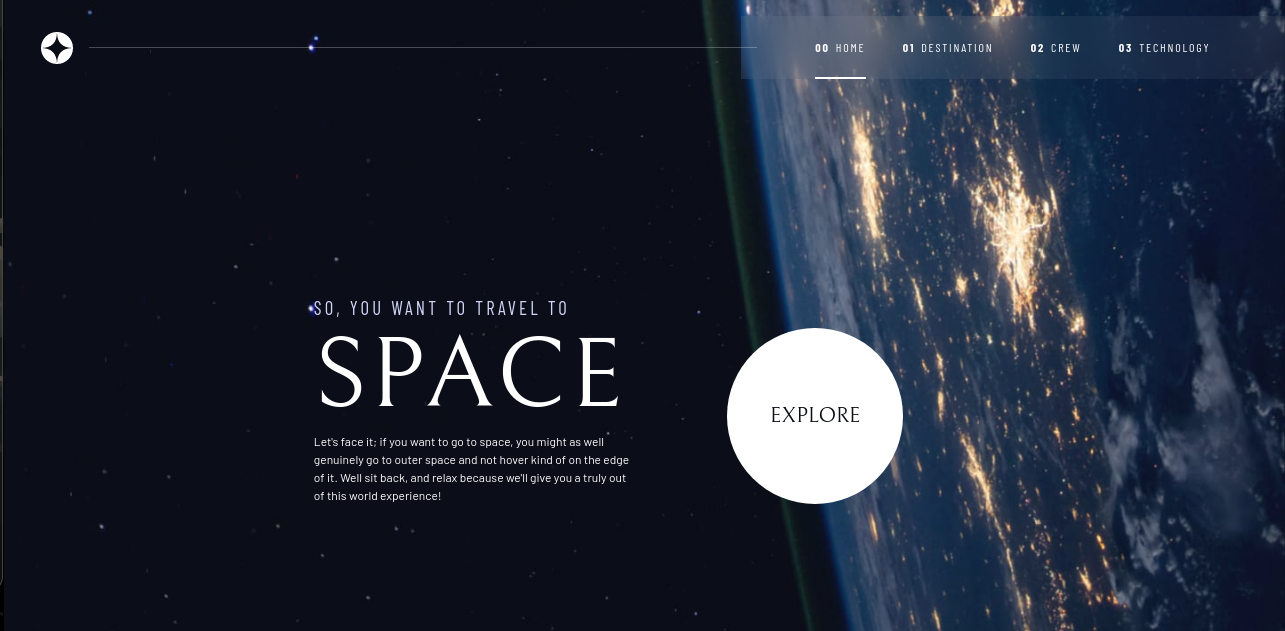 00 HOME 01 DESTINATION 02 CREW 03 TECHNOLOGY
SO, YOU WANT TO TRAVEL TO
SPACE
Let's face it; if you want to go to space, you might as well
genuinely go to outer space and not hover kind of on the edge
of it. Well sit back, and relax because we'll give you a truly out
of this world experience!
EXPLORE